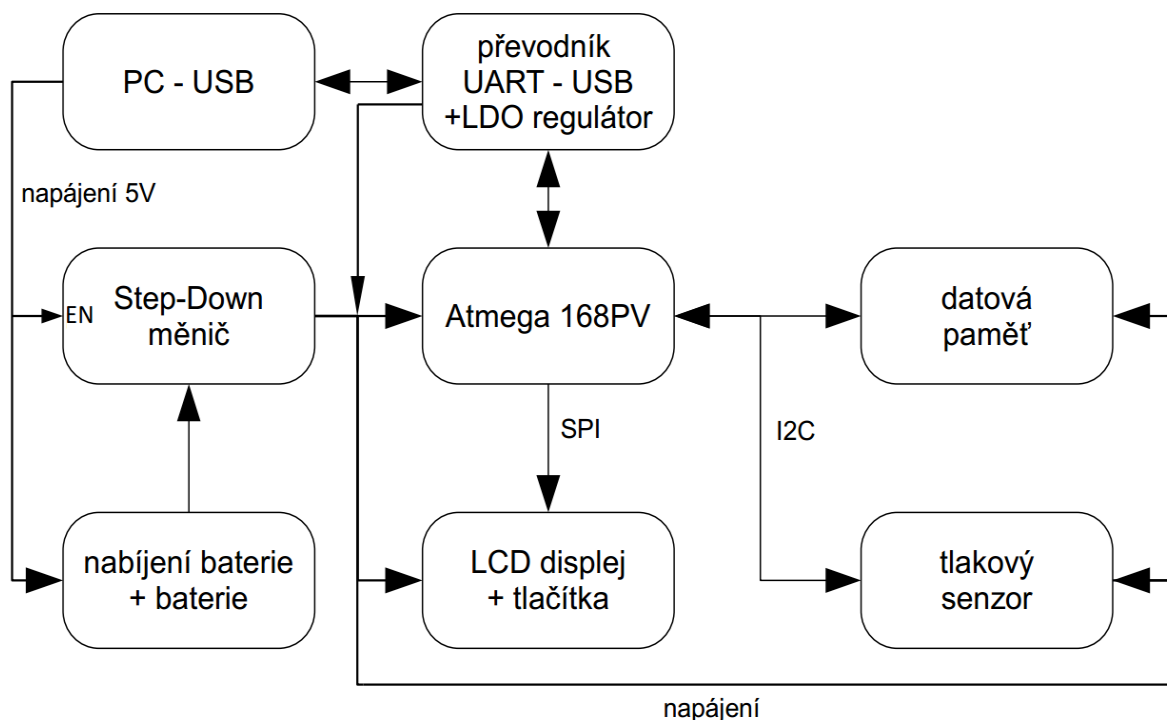 PC - USB
převodník
UART - USB
+LDO regulátor
napájení 5V
EN
Step-Down
měnič
Atmega 168PV
datová
paměť
SPI
I2C
nabíjení baterie
+ baterie
LCD displej
+ tlačítka
tlakový
senzor
napájení